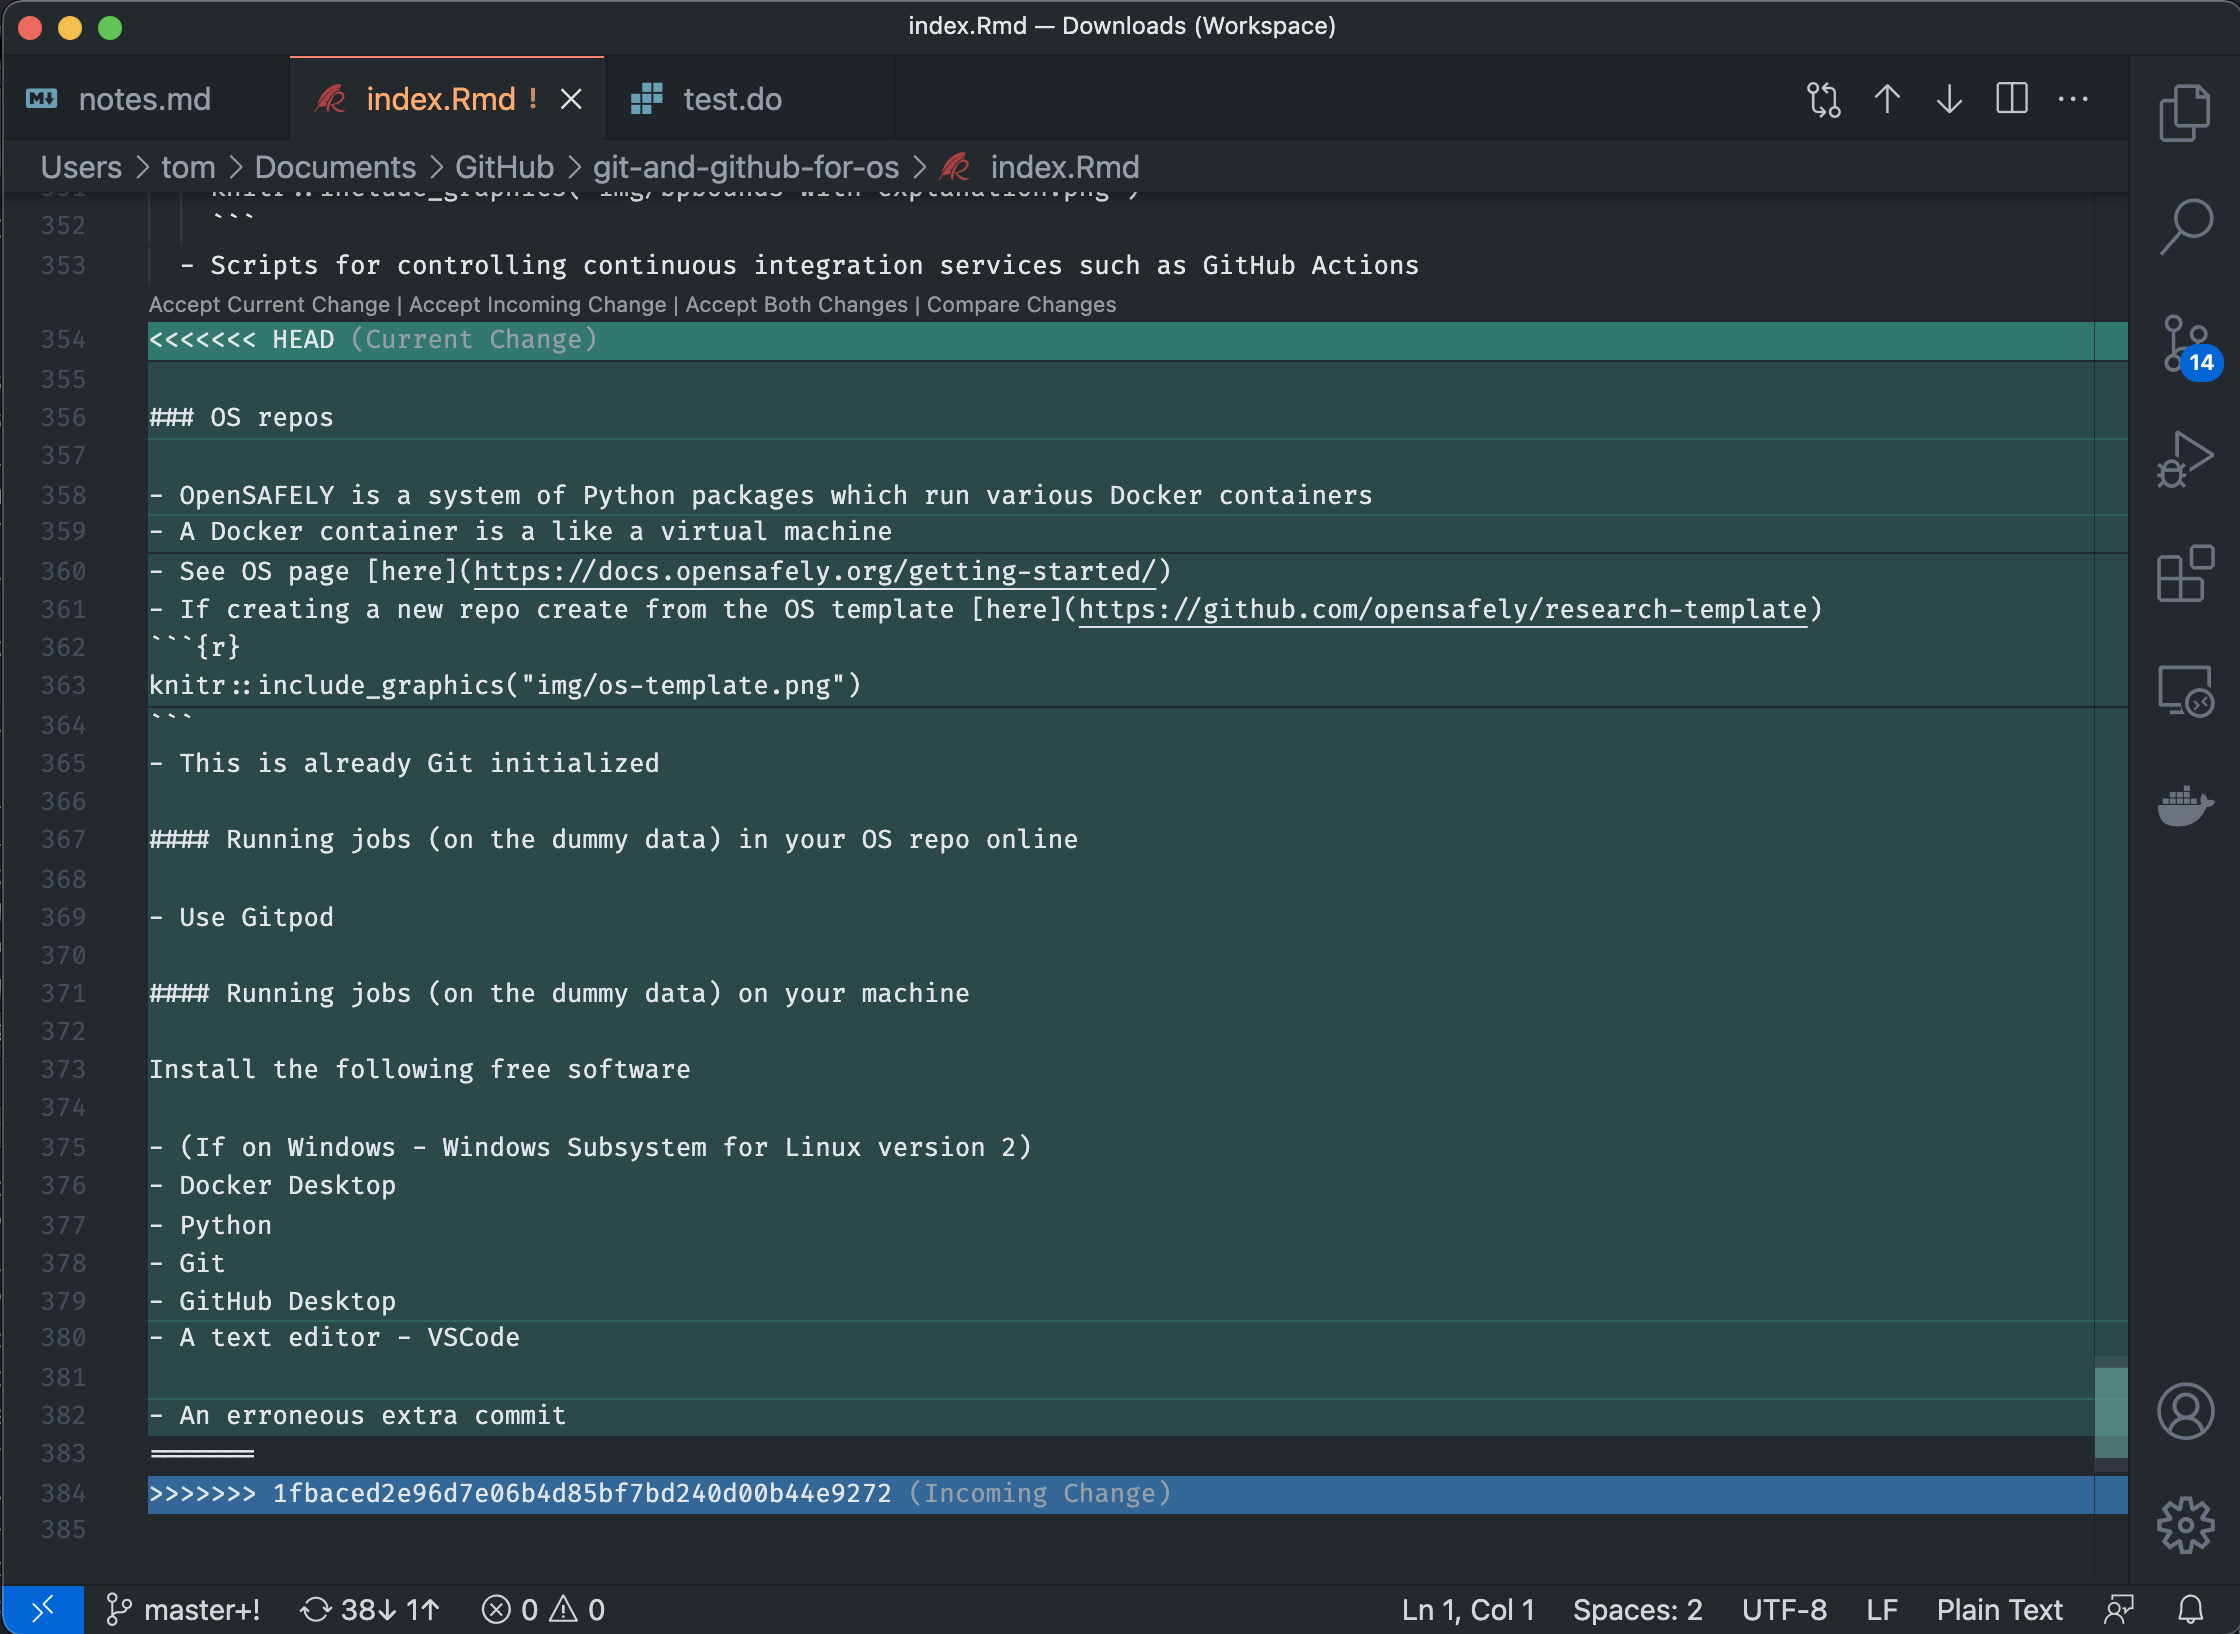 index.Rmd — Downloads (Workspace)
notes.md
index.Rmd !
test.do
Users > tom > Documents > GitHub > git-and-github-for-os > index.Rmd
351 knitr::include_graphics("img/bpbounds-with-explanation.png")
352 ```
353 - Scripts for controlling continuous integration services such as GitHub Actions
Accept Current Change | Accept Incoming Change | Accept Both Changes | Compare Changes
354 <<<<<<< HEAD (Current Change)
355
356 ### OS repos
357
358 - OpenSAFELY is a system of Python packages which run various Docker containers
359 - A Docker container is a like a virtual machine
360 - See OS page [here](https://docs.opensafely.org/getting-started/)
361 - If creating a new repo create from the OS template [here](https://github.com/opensafely/research-template)
362 ```{r}
363 knitr::include_graphics("img/os-template.png")
364 ```
365 - This is already Git initialized
366
367 #### Running jobs (on the dummy data) in your OS repo online
368
369 - Use Gitpod
370
371 #### Running jobs (on the dummy data) on your machine
372
373 Install the following free software
374
375 - (If on Windows - Windows Subsystem for Linux version 2)
376 - Docker Desktop
377 - Python
378 - Git
379 - GitHub Desktop
380 - A text editor - VSCode
381
382 - An erroneous extra commit
383 =======
384 >>>>>>> 1fbaced2e96d7e06b4d85bf7bd240d00b44e9272 (Incoming Change)
385
14
master+! 38↓ 1↑ 0 0 Ln 1, Col 1 Spaces: 2 UTF-8 LF Plain Text